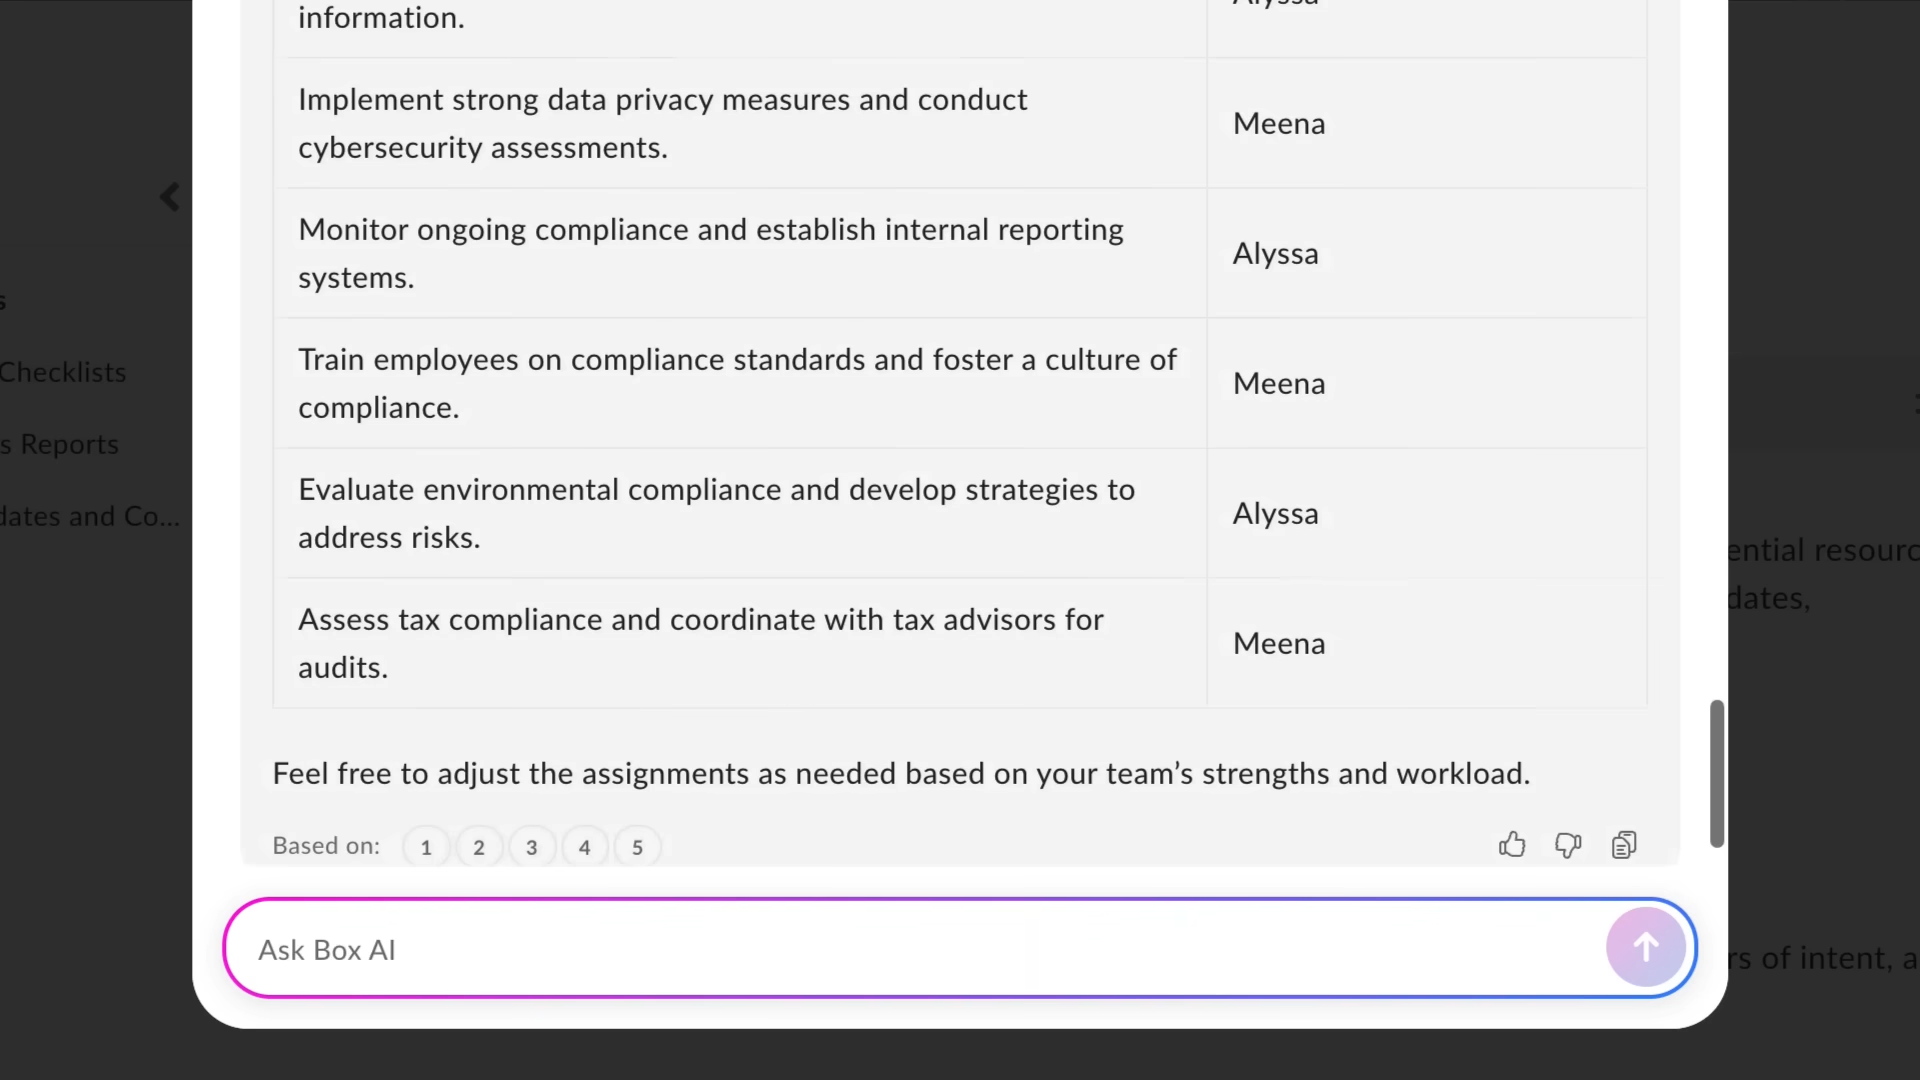 information.
Alyssa
Implement strong data privacy measures and conduct
cybersecurity assessments.
Meena
Monitor ongoing compliance and establish internal reporting
systems.
Alyssa
Train employees on compliance standards and foster a culture of
compliance.
Meena
Evaluate environmental compliance and develop strategies to
address risks.
Alyssa
Assess tax compliance and coordinate with tax advisors for
audits.
Meena
Feel free to adjust the assignments as needed based on your team’s strengths and workload.
Based on: 1 2 3 4 5
Ask Box AI
s
Checklists
s Reports
dates and Co...
ential resourc
dates,
rs of intent, a